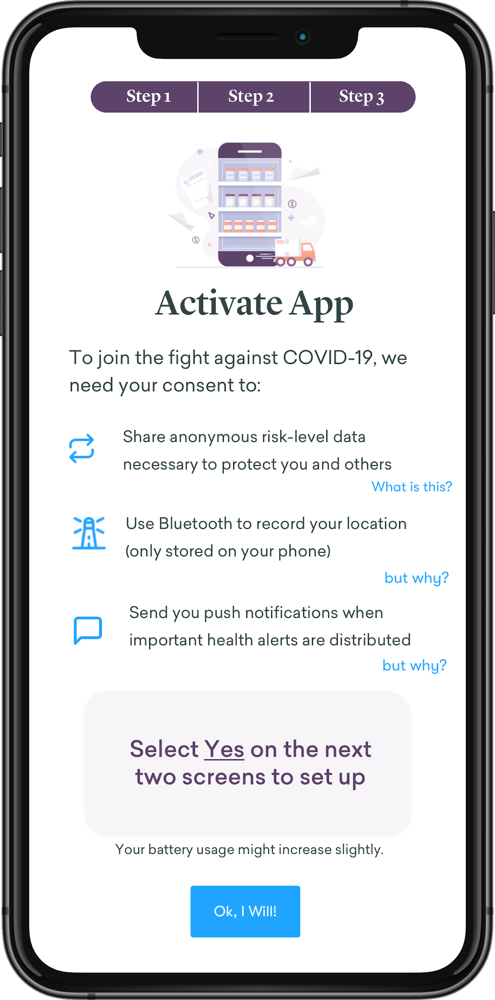 Step 1
Step 2
Step 3
Rx
Activate App
To join the fight against COVID-19, we
need your consent to:
Share anonymous risk-level data
necessary to protect you and others
What is this?
Use Bluetooth to record your location
(only stored on your phone)
but why?
Send you push notifications when
important health alerts are distributed
but why?
Select Yes on the next
two screens to set up
Your battery usage might increase slightly.
Ok, I Will!